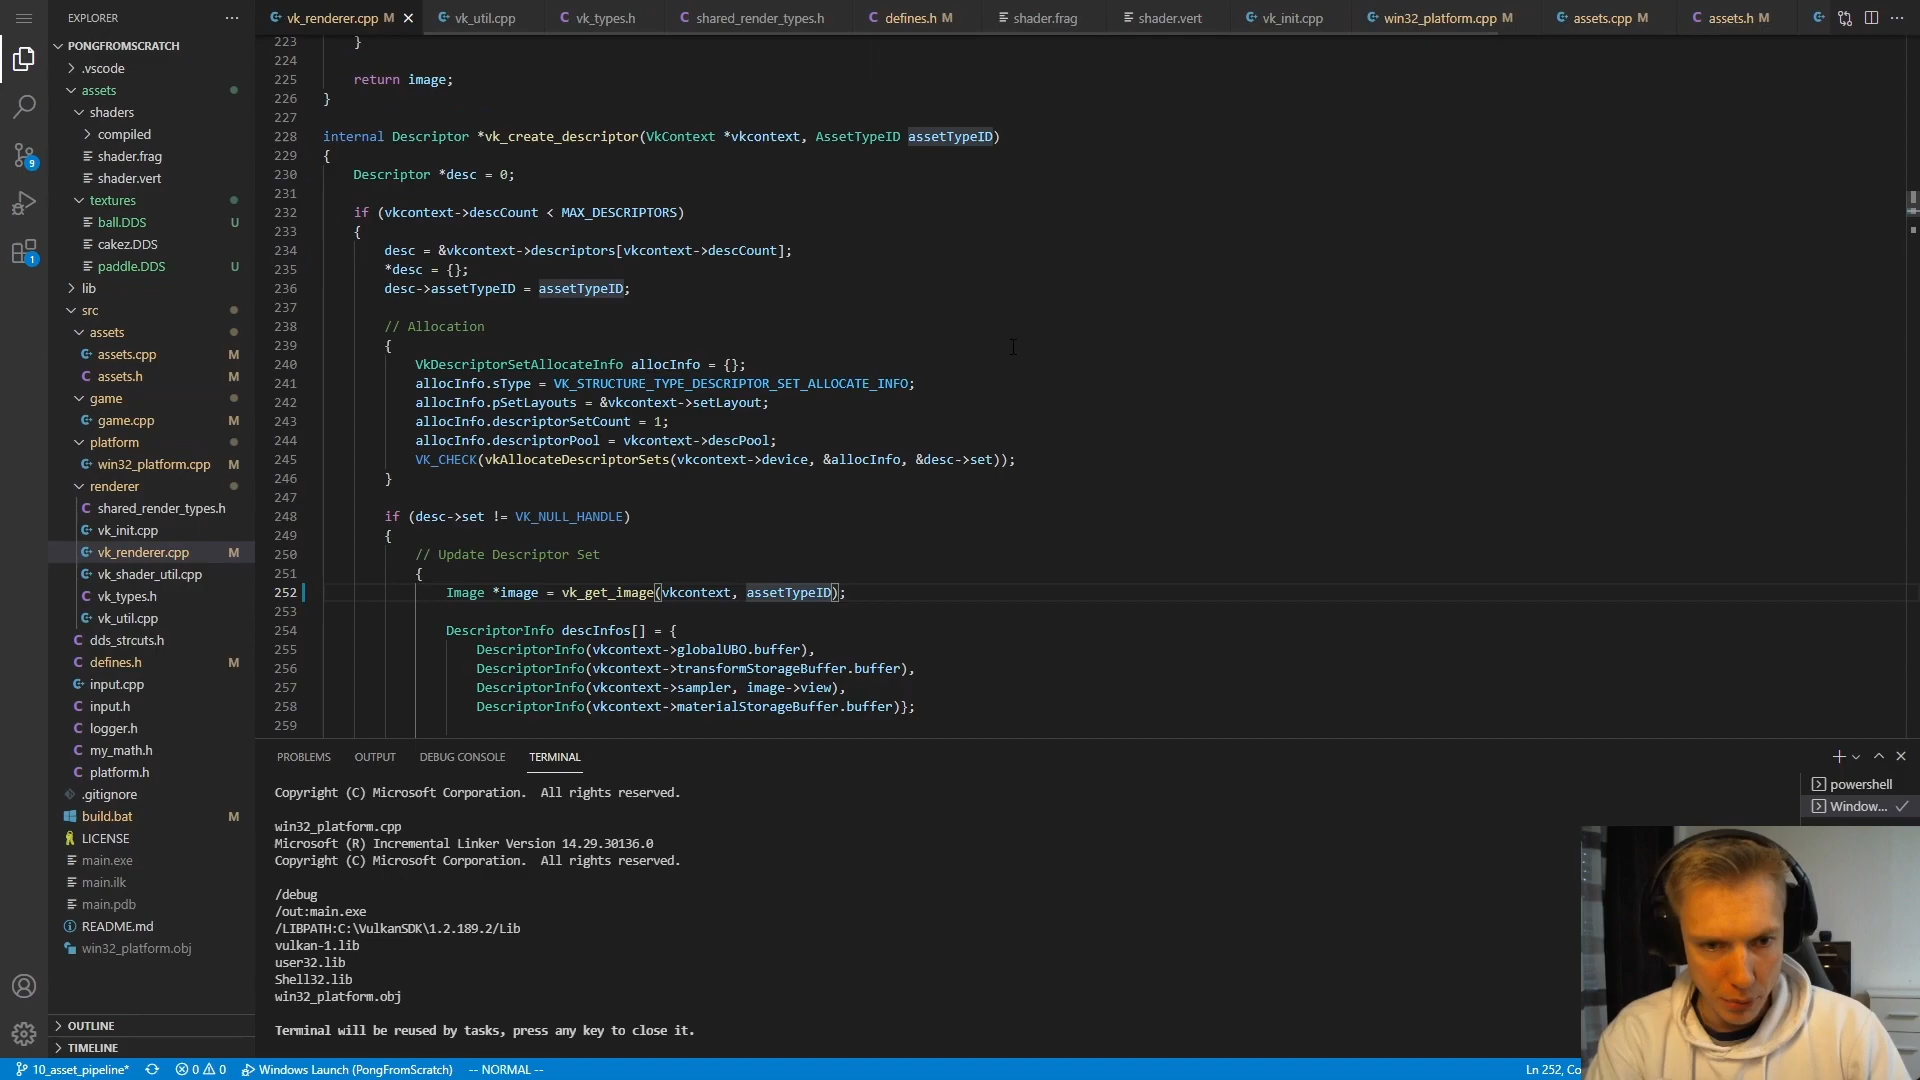 EXPLORER
PONGFROMSCRATCH
.vscode
assets
shaders
compiled
shader.frag
shader.vert
textures
ball.DDS U
cakez.DDS
paddle.DDS U
lib
src
assets
assets.cpp M
assets.h M
game
game.cpp M
platform
win32_platform.cpp M
renderer
shared_render_types.h
vk_init.cpp
vk_renderer.cpp M
vk_shader_util.cpp
vk_types.h
vk_util.cpp
dds_strcuts.h
defines.h M
input.cpp
input.h
logger.h
my_math.h
platform.h
.gitignore
build.bat M
LICENSE
main.exe
main.ilk
main.pdb
README.md
win32_platform.obj
OUTLINE
TIMELINE
9
1
vk_renderer.cpp M vk_util.cpp vk_types.h shared_render_types.h defines.h M shader.frag shader.vert vk_init.cpp win32_platform.cpp M assets.cpp M assets.h M
223 }
224
225 return image;
226 }
227
228 internal Descriptor *vk_create_descriptor(VkContext *vkcontext, AssetTypeID assetTypeID)
229 {
230 Descriptor *desc = 0;
231
232 if (vkcontext->descCount < MAX_DESCRIPTORS)
233 {
234 desc = &vkcontext->descriptors[vkcontext->descCount];
235 *desc = {};
236 desc->assetTypeID = assetTypeID;
237
238 // Allocation
239 {
240 VkDescriptorSetAllocateInfo allocInfo = {};
241 allocInfo.sType = VK_STRUCTURE_TYPE_DESCRIPTOR_SET_ALLOCATE_INFO;
242 allocInfo.pSetLayouts = &vkcontext->setLayout;
243 allocInfo.descriptorSetCount = 1;
244 allocInfo.descriptorPool = vkcontext->descPool;
245 VK_CHECK(vkAllocateDescriptorSets(vkcontext->device, &allocInfo, &desc->set));
246 }
247
248 if (desc->set != VK_NULL_HANDLE)
249 {
250 // Update Descriptor Set
251 {
252 Image *image = vk_get_image(vkcontext, assetTypeID);
253
254 DescriptorInfo descInfos[] = {
255 DescriptorInfo(vkcontext->globalUBO.buffer),
256 DescriptorInfo(vkcontext->transformStorageBuffer.buffer),
257 DescriptorInfo(vkcontext->sampler, image->view),
258 DescriptorInfo(vkcontext->materialStorageBuffer.buffer)};
259
PROBLEMS OUTPUT DEBUG CONSOLE TERMINAL
powershell
Window...
Copyright (C) Microsoft Corporation.  All rights reserved.
win32_platform.cpp
Microsoft (R) Incremental Linker Version 14.29.30136.0
Copyright (C) Microsoft Corporation.  All rights reserved.
/debug
/out:main.exe
/LIBPATH:C:\VulkanSDK\1.2.189.2/Lib
vulkan-1.lib
user32.lib
Shell32.lib
win32_platform.obj
Terminal will be reused by tasks, press any key to close it.
10_asset_pipeline* 0 0 Windows Launch (PongFromScratch) -- NORMAL -- Ln 252, Co